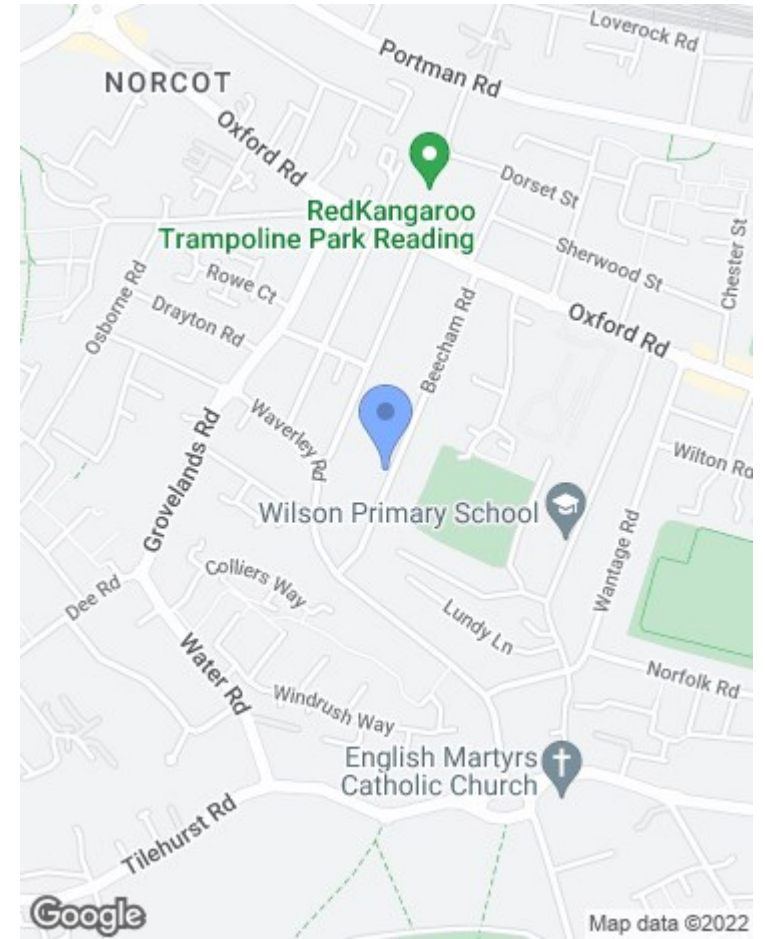 Loverock Rd
Portman Rd
NORCOT
Oxford Rd
Dorset St
RedKangaroo
Trampoline Park Reading
Sherwood St
Chester St
Rowe Ct
Osborne Rd
Drayton Rd
Beecham Rd
Oxford Rd
Waverley Rd
Grovelands Rd
Wilton Rd
Wilson Primary School
Wantage Rd
Colliers Way
Dee Rd
Lundy Ln
Water Rd
Norfolk Rd
Windrush Way
English Martyrs
Catholic Church
Tilehurst Rd
Google
Map data ©2022